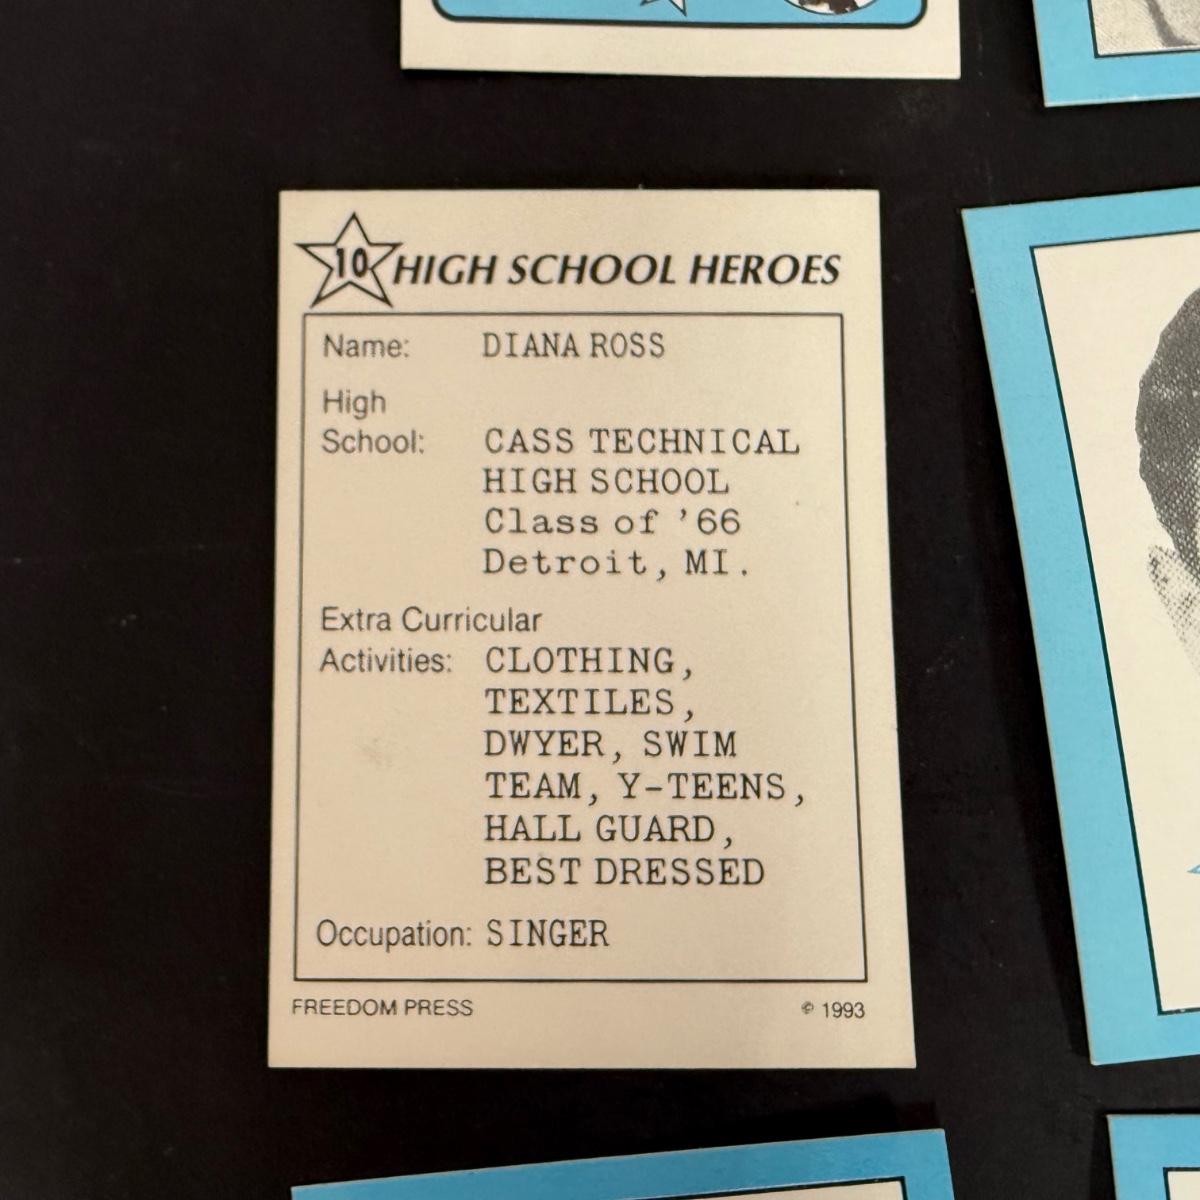 10 HIGH SCHOOL HEROES
Name: DIANA ROSS
High
School: CASS TECHNICAL
HIGH SCHOOL
Class of '66
Detroit, MI.
Extra Curricular
Activities: CLOTHING,
TEXTILES,
DWYER, SWIM
TEAM, Y-TEENS,
HALL GUARD,
BEST DRESSED
Occupation: SINGER
FREEDOM PRESS © 1993